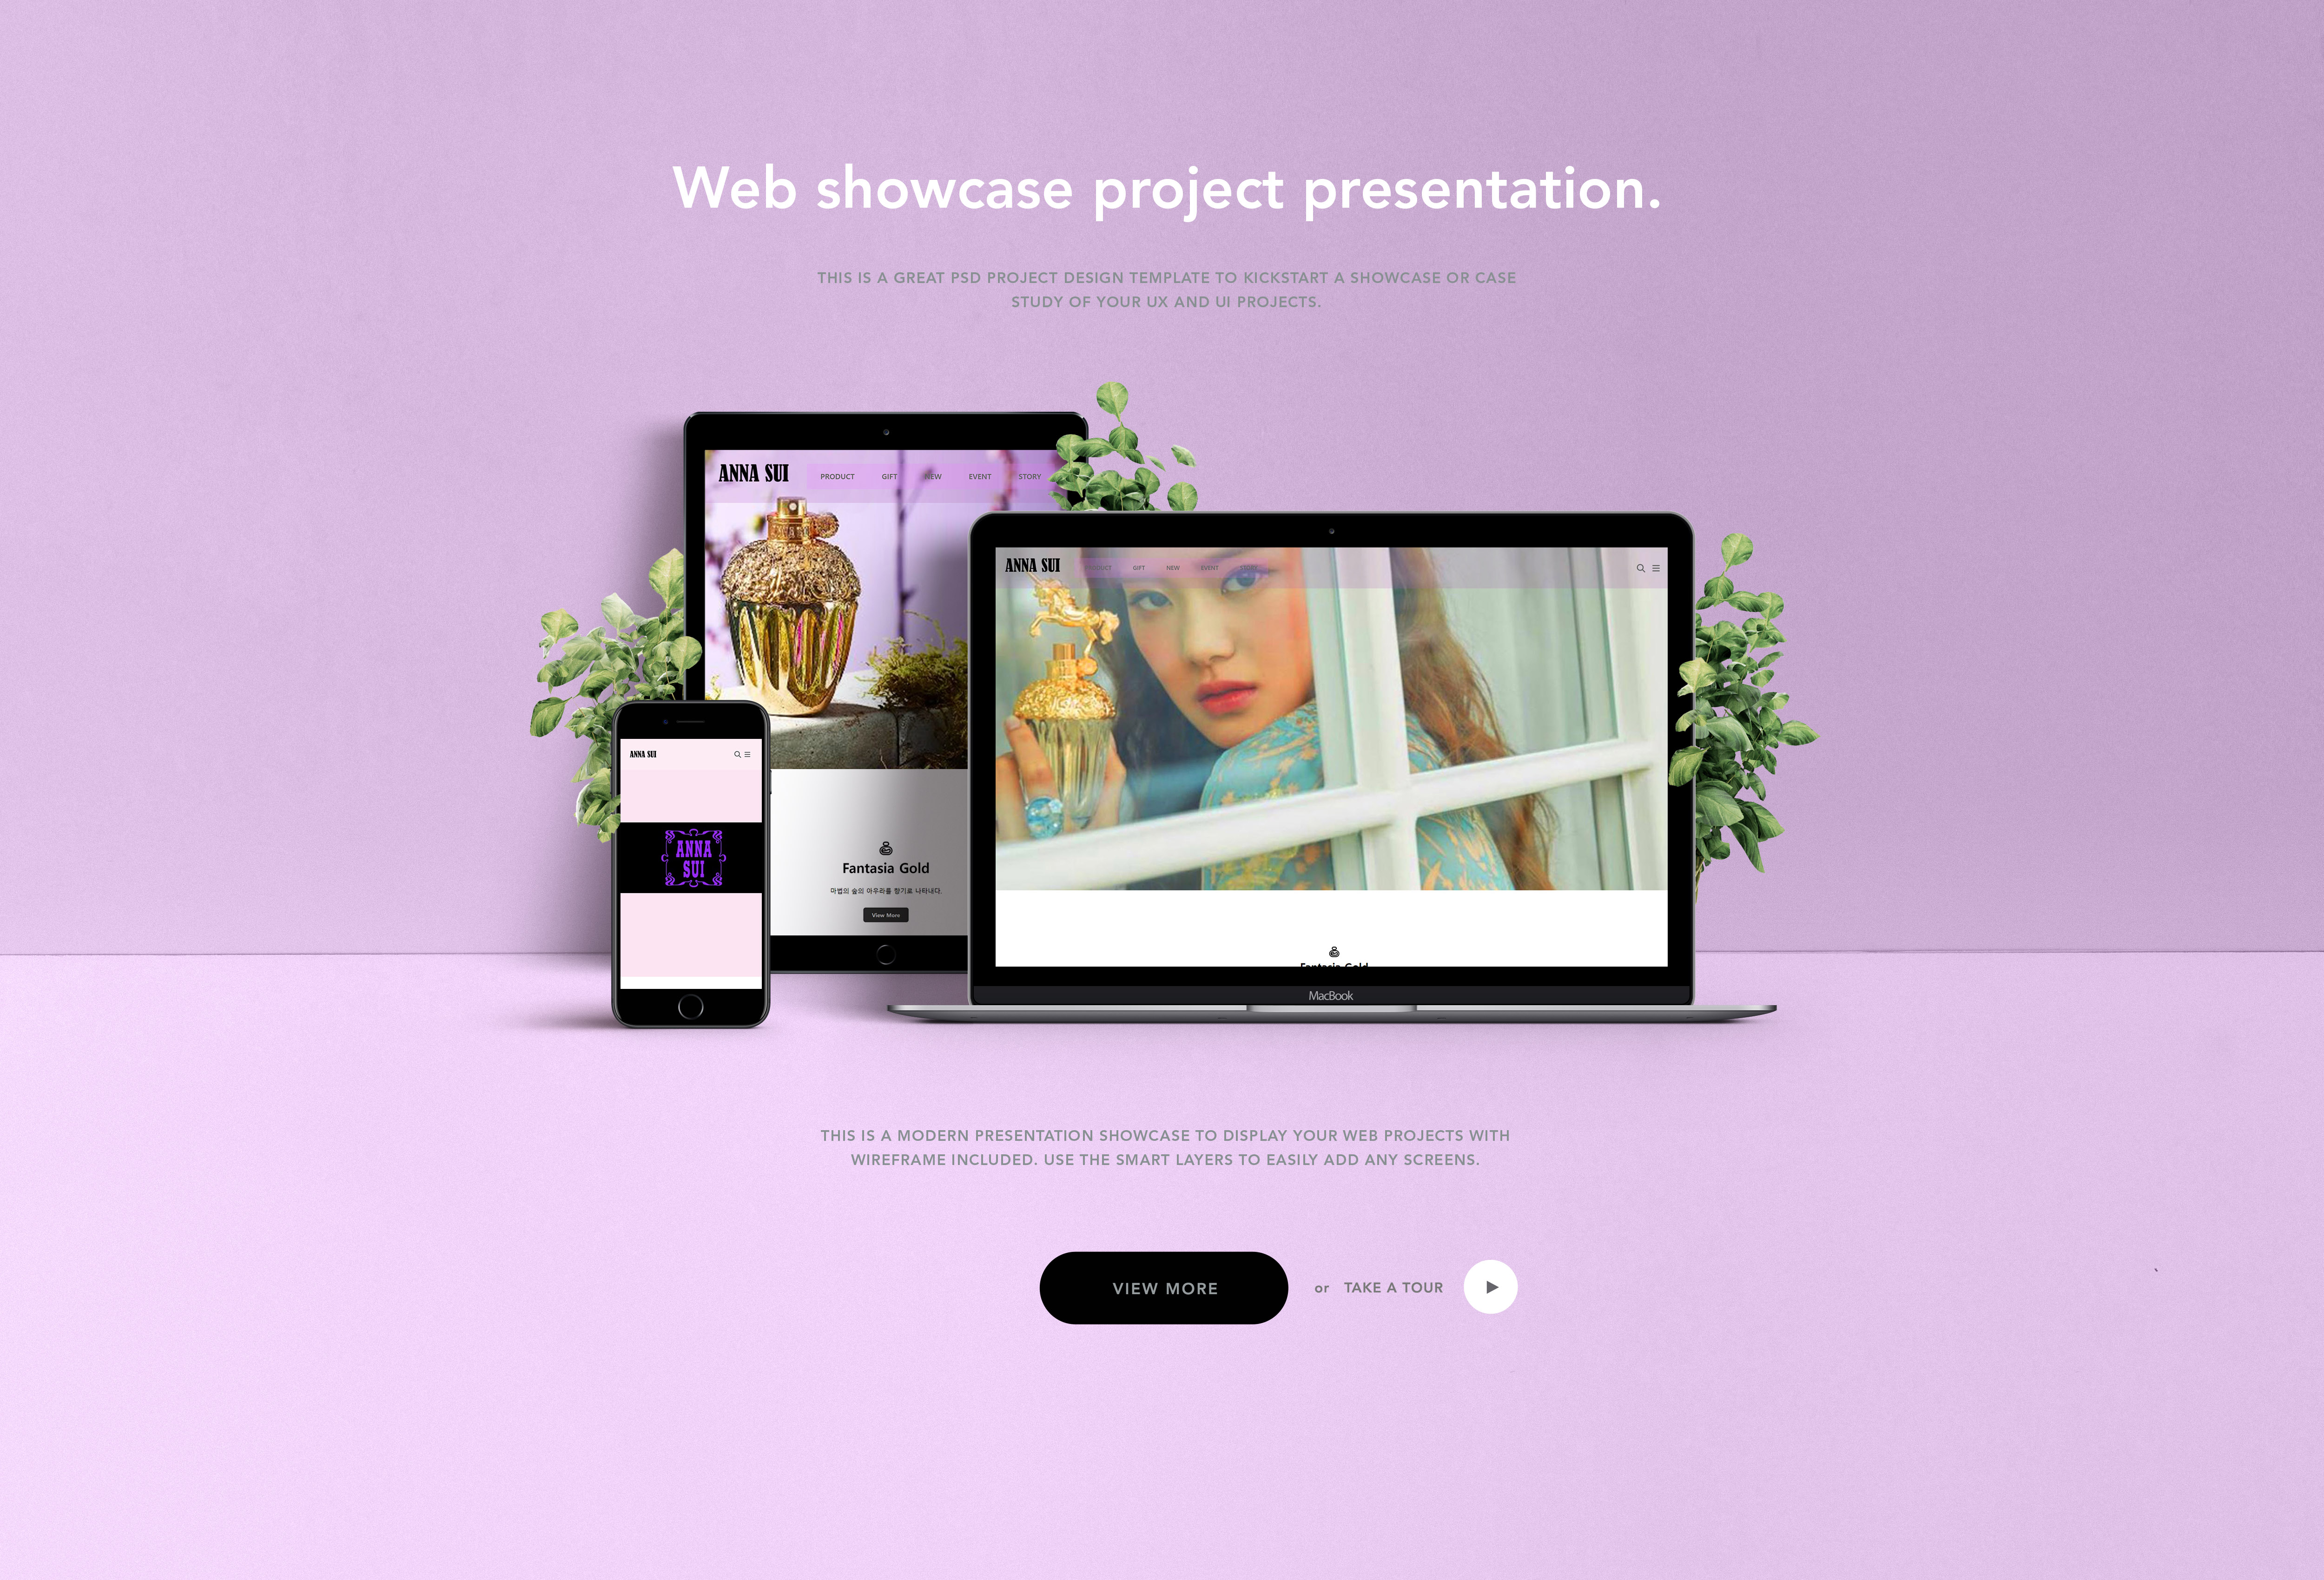 Web showcase project presentation.
THIS IS A GREAT PSD PROJECT DESIGN TEMPLATE TO KICKSTART A SHOWCASE OR CASE
STUDY OF YOUR UX AND UI PROJECTS.
ANNA SUI PRODUCT GIFT NEW EVENT STORY
Fantasia Gold
마법의 숲의 아우라를 향기로 나타내다.
View More
ANNA SUI PRODUCT GIFT NEW EVENT STORY
Fantasia Gold
MacBook
ANNA SUI
ANNA
SUI
THIS IS A MODERN PRESENTATION SHOWCASE TO DISPLAY YOUR WEB PROJECTS WITH
WIREFRAME INCLUDED. USE THE SMART LAYERS TO EASILY ADD ANY SCREENS.
VIEW MORE or TAKE A TOUR